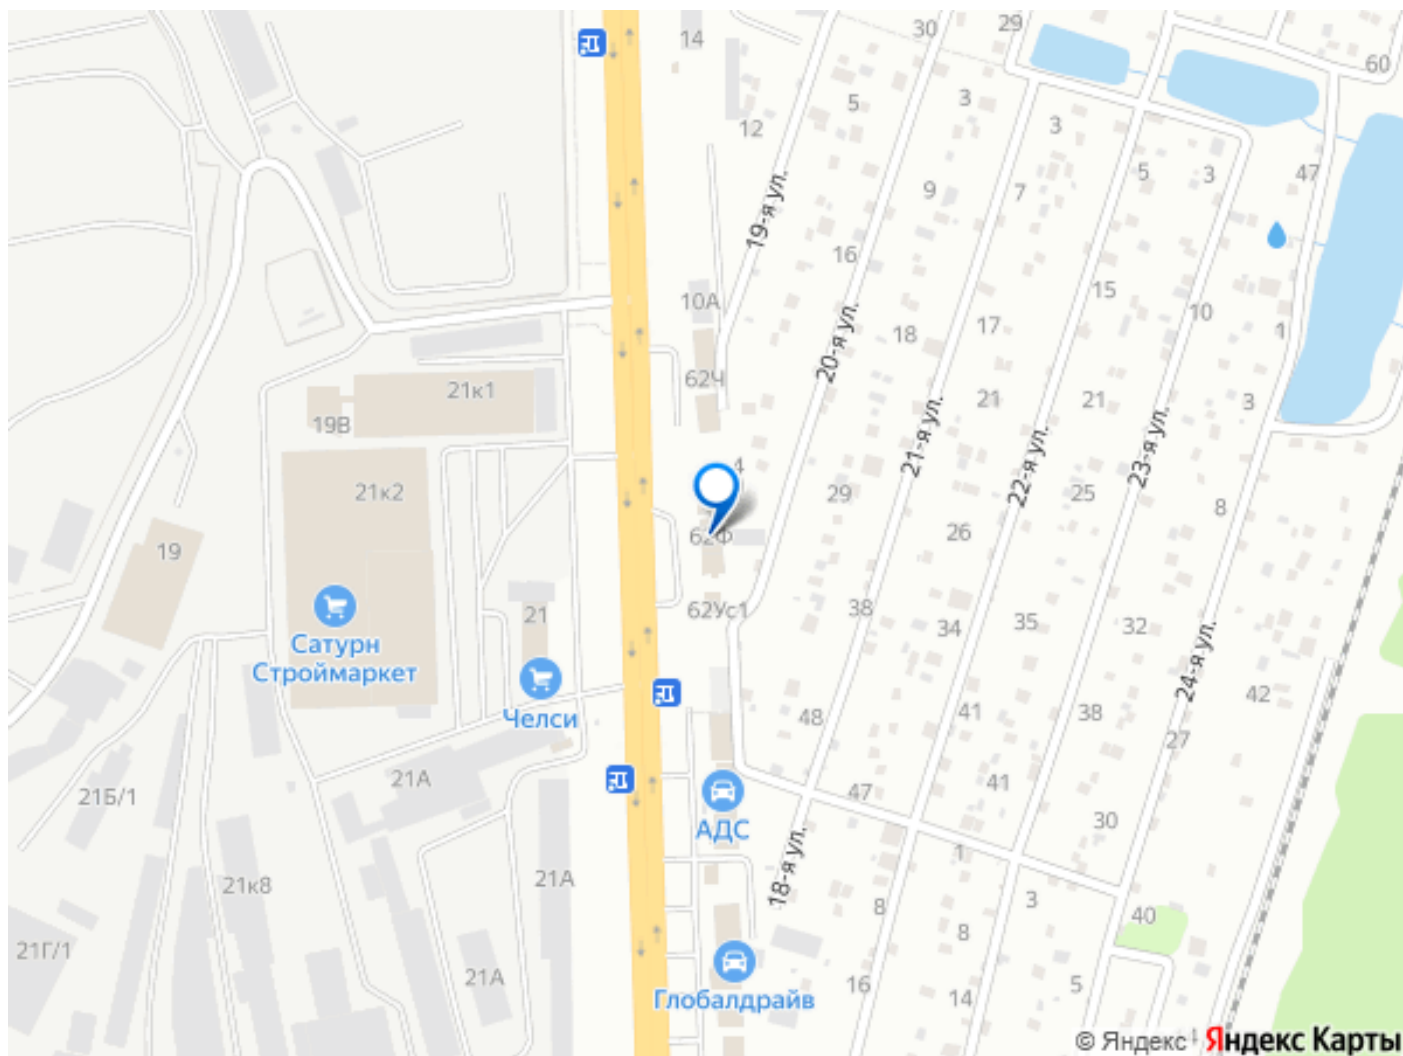 14
30
29
60
5
3
12
3
5
3
47
9
7
19-я ул.
16
10А
15
10
1
20-я ул.
18
17
62Ч
21к1
19В
21
21
3
21-я ул.
22-я ул.
23-я ул.
4
21к2
29
25
8
62Ф
26
19
62Ус1
38
34
35
32
21
Сатурн
Строймаркет
24-я ул.
42
Челси
48
41
38
27
21А
21Б/1
47
41
АДС
30
1
18-я ул.
21А
21к8
8
3
40
8
21Г/1
21А
16
14
5
Глобалдрайв
1
© Яндекс
Яндекс Карты